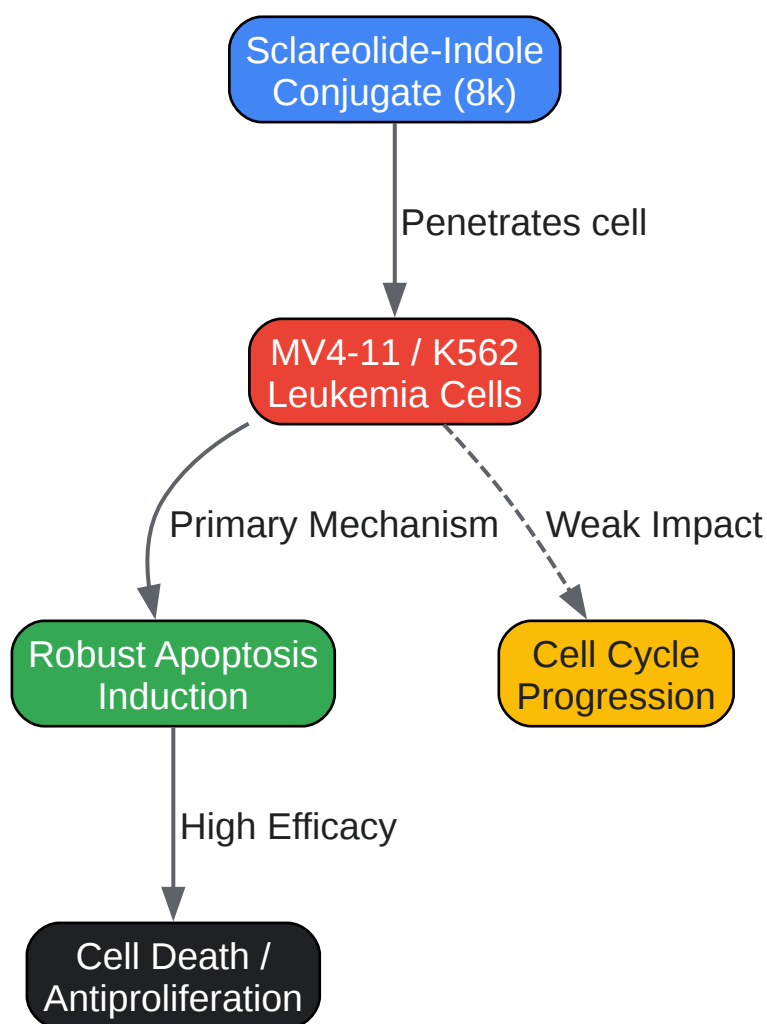 Sclareolide-Indole
Conjugate (8k)
Penetrates cell
MV4-11 / K562
Leukemia Cells
Primary Mechanism
Weak Impact
Robust Apoptosis
Induction
Cell Cycle
Progression
High Efficacy
Cell Death /
Antiproliferation